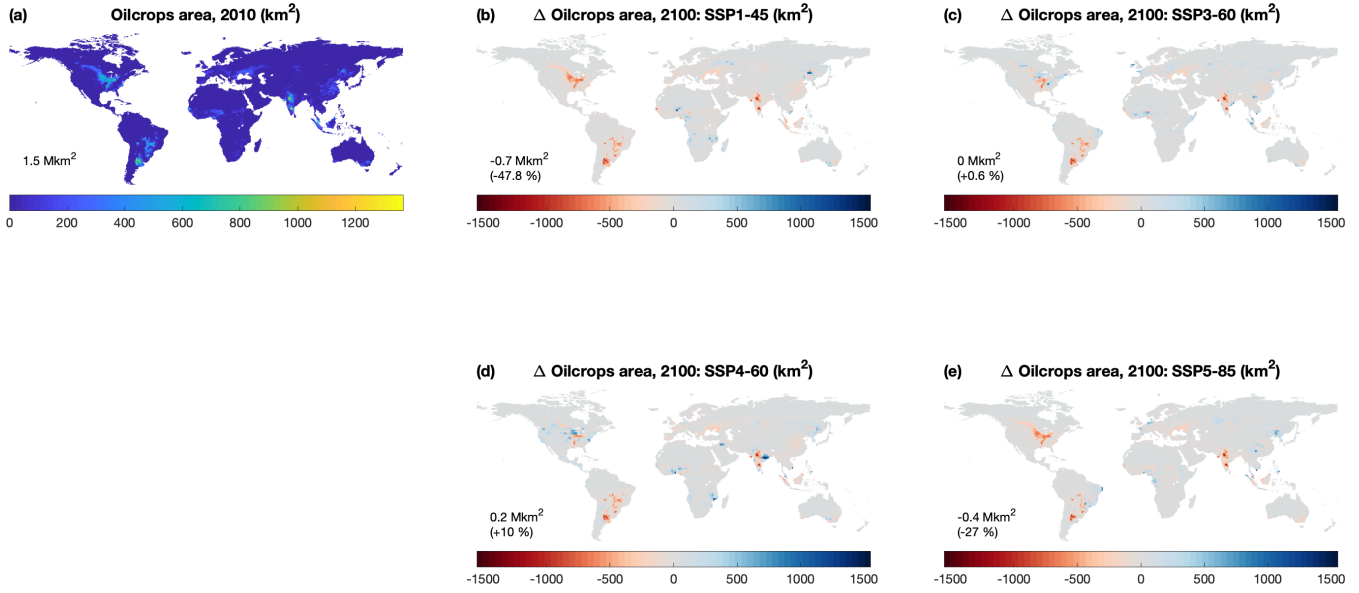 (a) Oilcrops area, 2010 (km²)
1.5 Mkm²
0 200 400 600 800 1000 1200
(b) Δ Oilcrops area, 2100: SSP1-45 (km²)
-0.7 Mkm²
(-47.8 %)
-1500 -1000 -500 0 500 1000 1500
(c) Δ Oilcrops area, 2100: SSP3-60 (km²)
0 Mkm²
(+0.6 %)
-1500 -1000 -500 0 500 1000 1500
(d) Δ Oilcrops area, 2100: SSP4-60 (km²)
0.2 Mkm²
(+10 %)
-1500 -1000 -500 0 500 1000 1500
(e) Δ Oilcrops area, 2100: SSP5-85 (km²)
-0.4 Mkm²
(-27 %)
-1500 -1000 -500 0 500 1000 1500